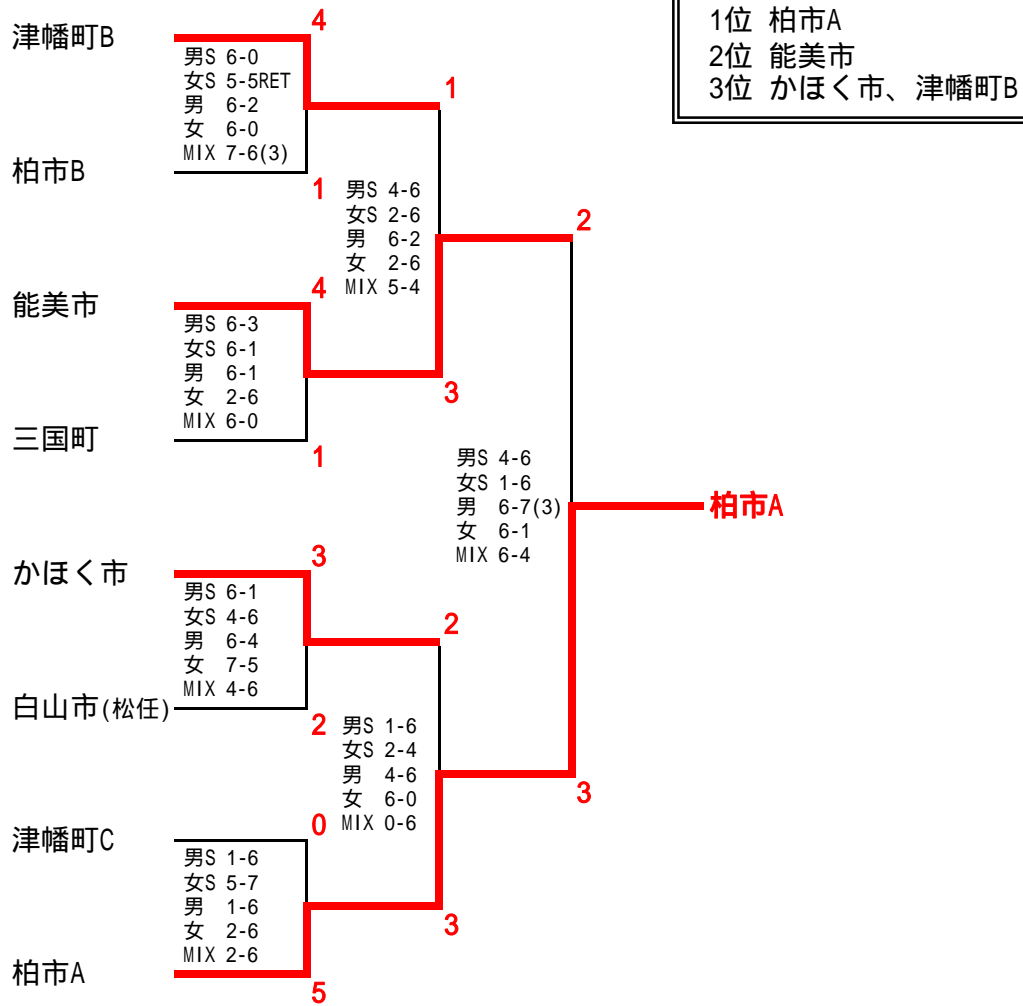 1位 柏市A
2位 能美市
3位 かほく市、津幡町B
津幡町B
4
男S 6-0
女S 5-5RET
男 6-2
女 6-0
MIX 7-6(3)
柏市B
1
1
男S 4-6
女S 2-6
男 6-2
女 2-6
MIX 5-4
能美市
4
男S 6-3
女S 6-1
男 6-1
女 2-6
MIX 6-0
三国町
1
3
2
男S 4-6
女S 1-6
男 6-7(3)
女 6-1
MIX 6-4
柏市A
かほく市
3
男S 6-1
女S 4-6
男 6-4
女 7-5
MIX 4-6
白山市(松任)
2
2
男S 1-6
女S 2-4
男 4-6
女 6-0
MIX 0-6
3
津幡町C
0
男S 1-6
女S 5-7
男 1-6
女 2-6
MIX 2-6
柏市A
5
3